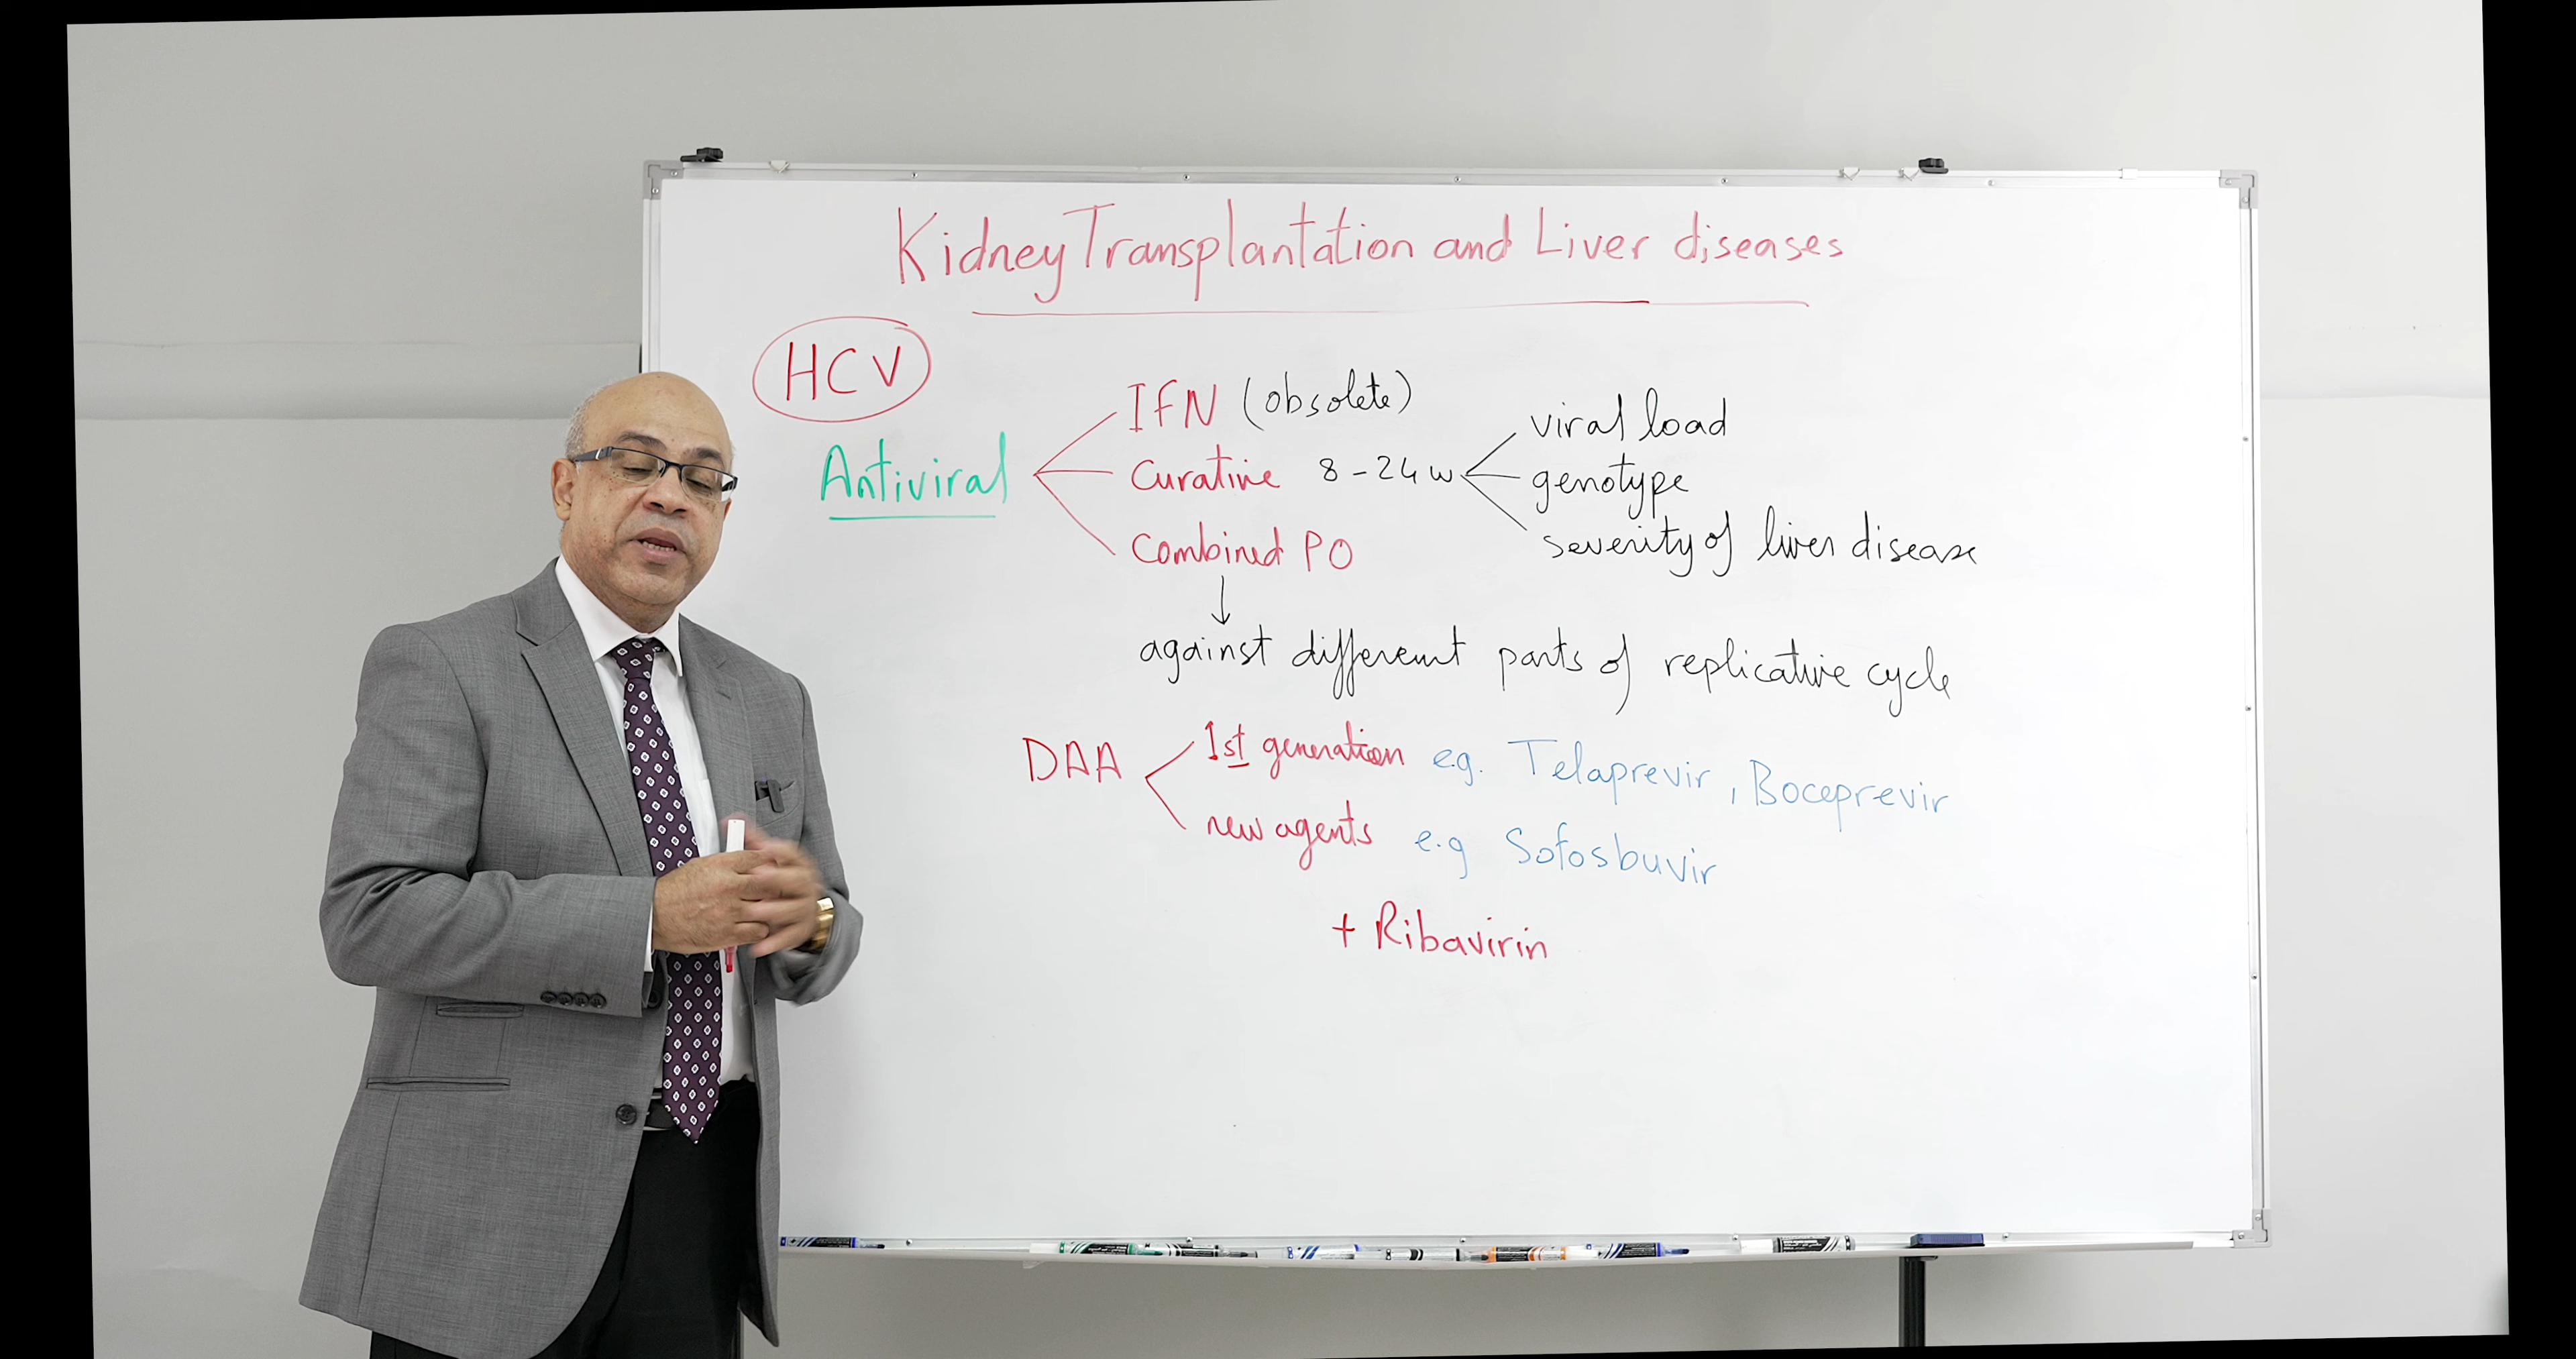 Kidney Transplantation and Liver diseases
HCV
Antiviral
IFN (obsolete)
Curative 8-24 w
viral load
genotype
severity of liver disease
Combined PO
↓
against different parts of replicative cycle
DAA
1st generation e.g. Telaprevir, Boceprevir
new agents e.g Sofosbuvir
+ Ribavirin